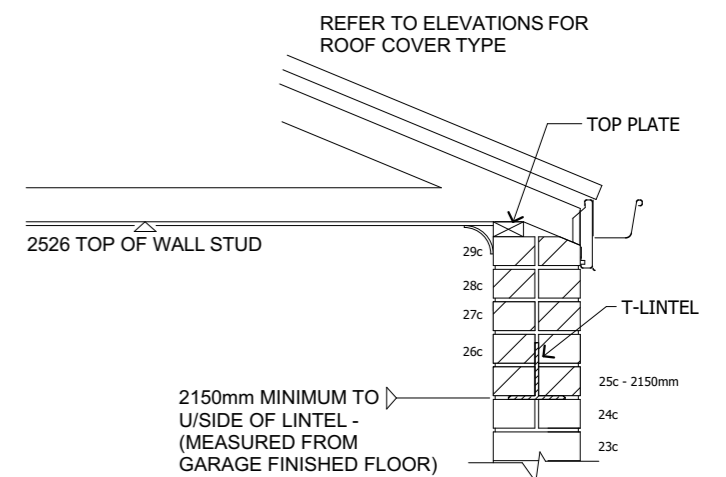 REFER TO ELEVATIONS FOR
ROOF COVER TYPE
TOP PLATE
2526 TOP OF WALL STUD
29c
28c
27c
T-LINTEL
26c
25c - 2150mm
2150mm MINIMUM TO
U/SIDE OF LINTEL -
(MEASURED FROM
GARAGE FINISHED FLOOR)
24c
23c